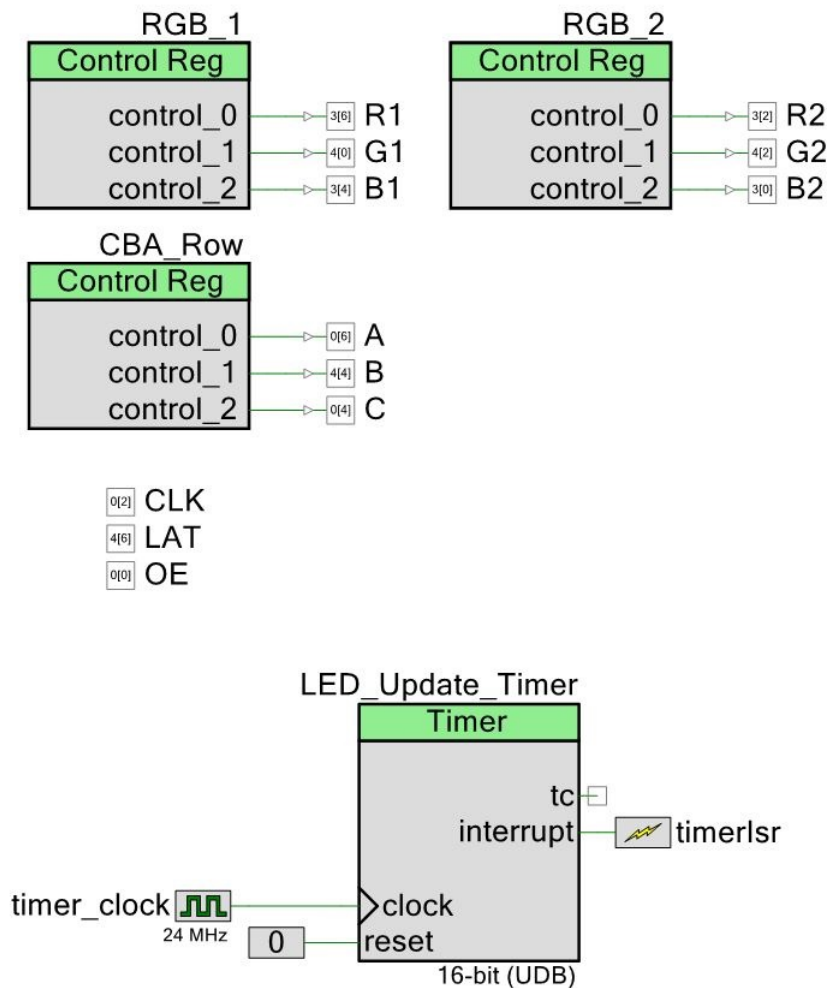 RGB_1
Control Reg
control_0 3[6] R1
control_1 4[0] G1
control_2 3[4] B1
RGB_2
Control Reg
control_0 3[2] R2
control_1 4[2] G2
control_2 3[0] B2
CBA_Row
Control Reg
control_0 0[6] A
control_1 4[4] B
control_2 0[4] C
0[2] CLK
4[6] LAT
0[0] OE
LED_Update_Timer
Timer
tc
interrupt timerIsr
timer_clock clock
24 MHz
0 reset
16-bit (UDB)